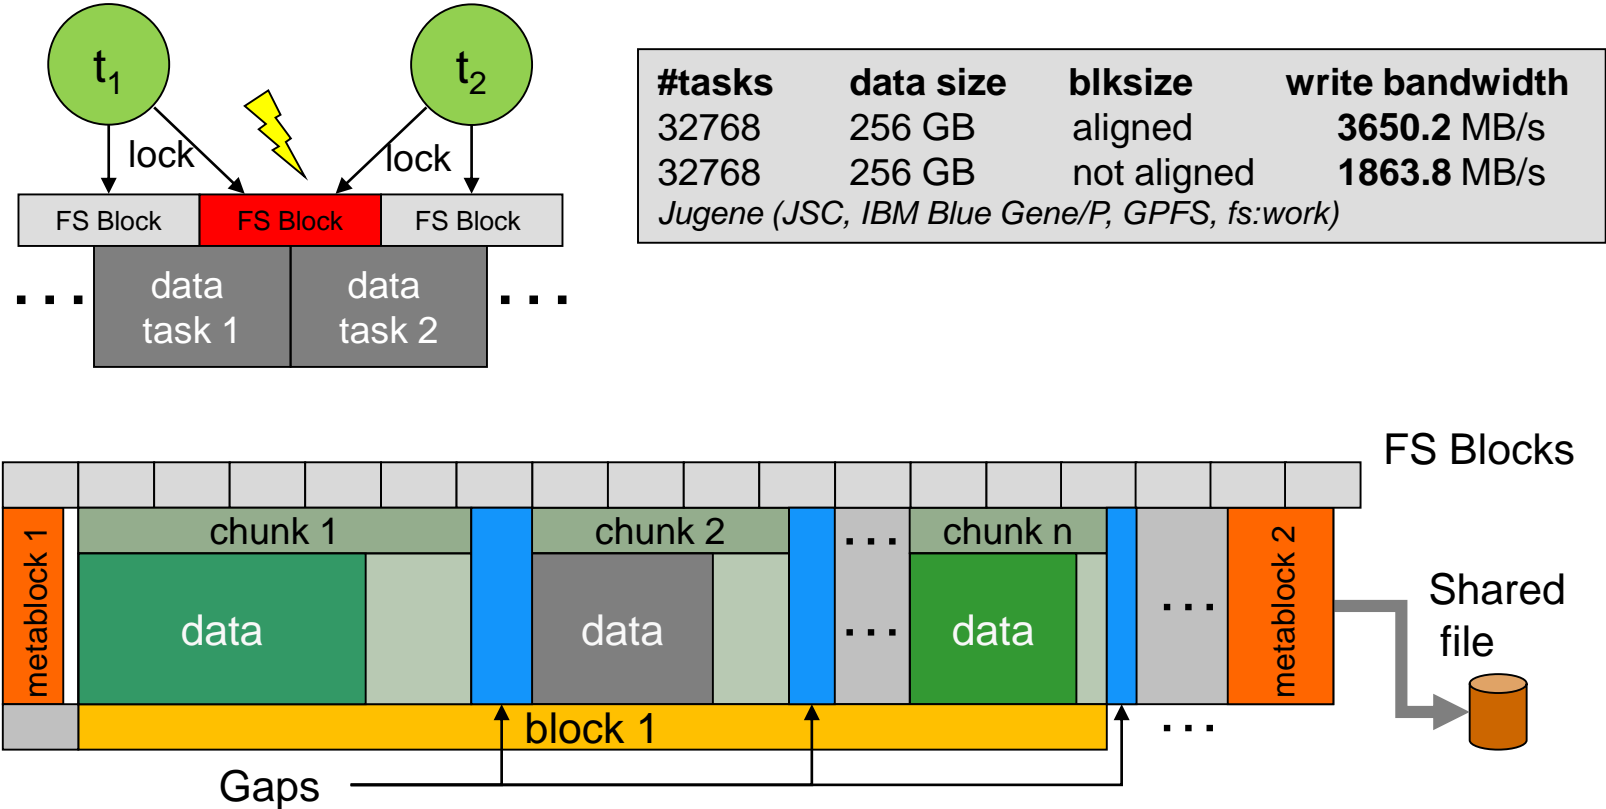 t1
t2
lock
lock
FS Block
FS Block
FS Block
data
task 1
data
task 2
. . .
. . .
#tasks data size blksize write bandwidth
32768 256 GB aligned 3650.2 MB/s
32768 256 GB not aligned 1863.8 MB/s
Jugene (JSC, IBM Blue Gene/P, GPFS, fs:work)
FS Blocks
metablock 1
chunk 1
chunk 2
. . .
chunk n
data
data
. . .
data
. . .
metablock 2
Shared
file
block 1
. . .
Gaps